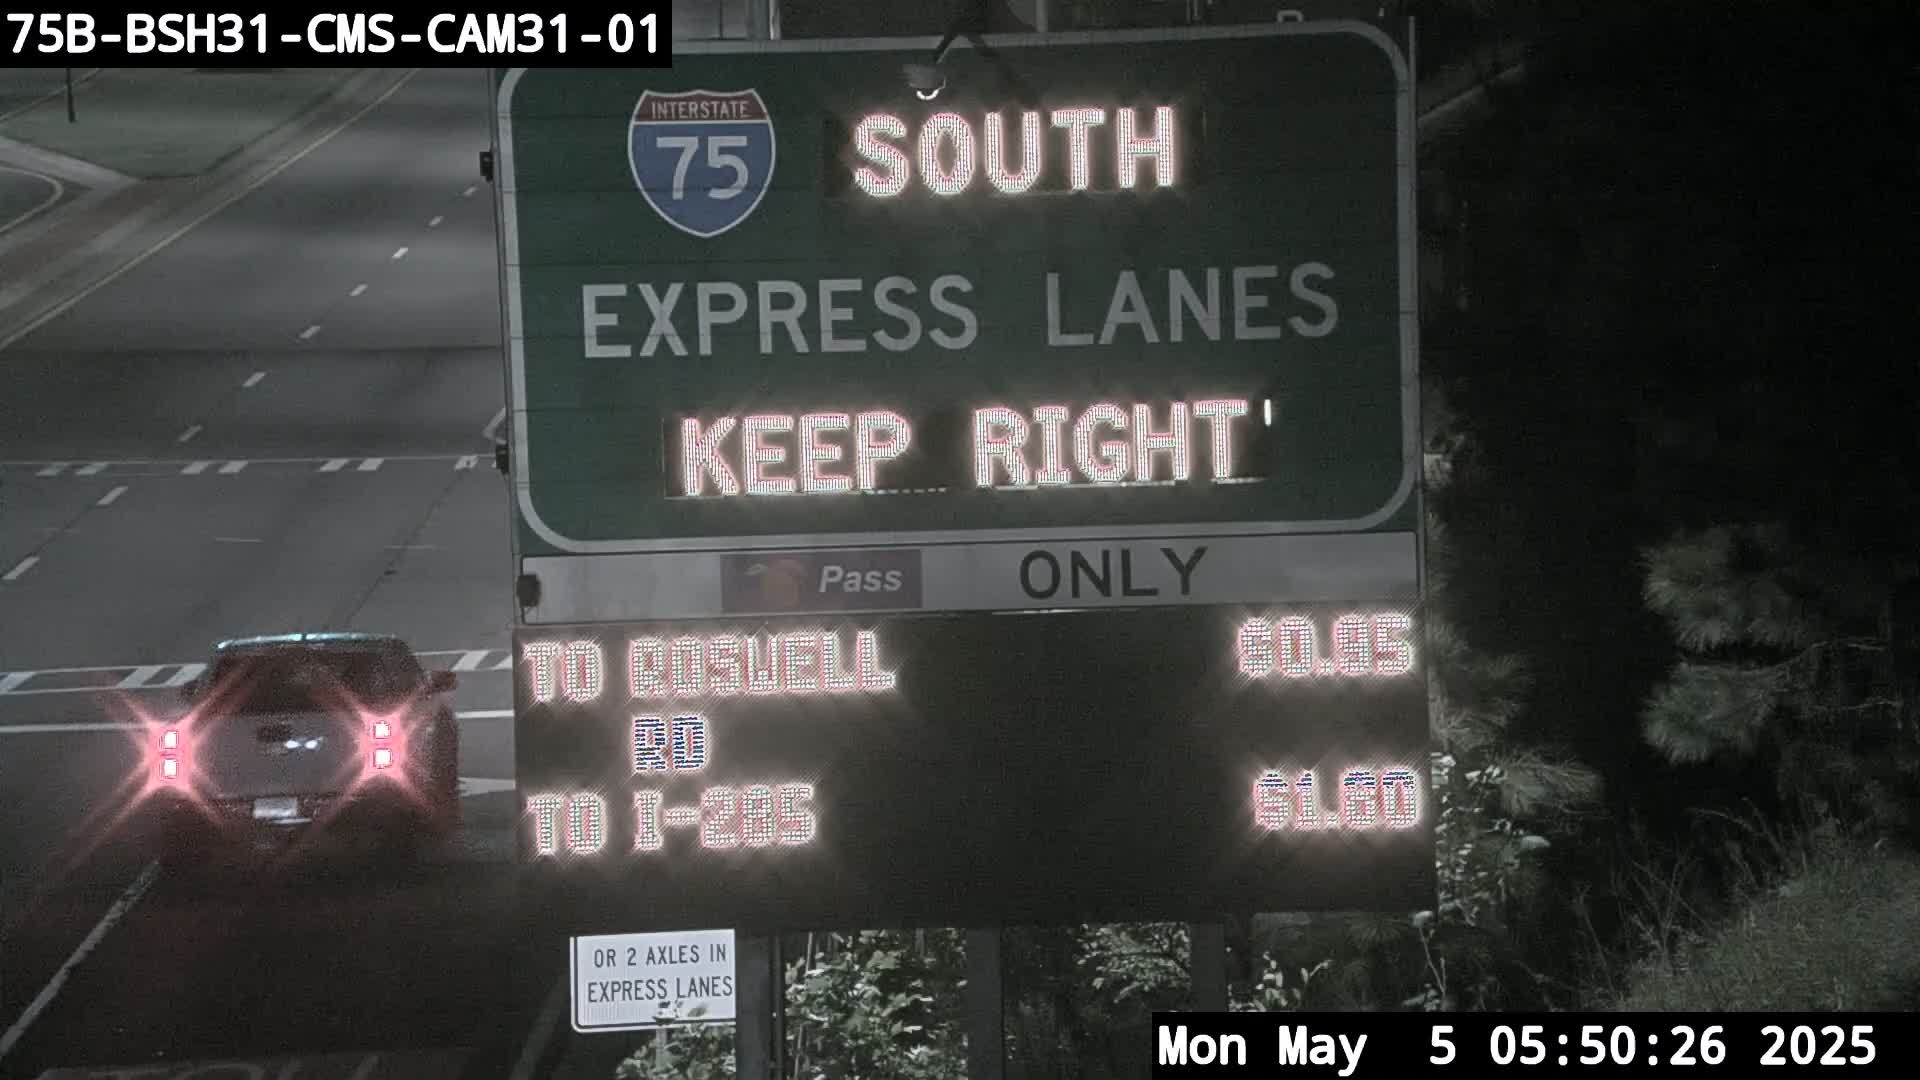 75B-BSH31-CMS-CAM31-01
INTERSTATE
75
SOUTH
EXPRESS LANES
KEEP RIGHT
Pass ONLY
TO ROSWELL $0.95
RD
TO I-285 $1.80
OR 2 AXLES IN
EXPRESS LANES
Mon May 5 05:50:26 2025